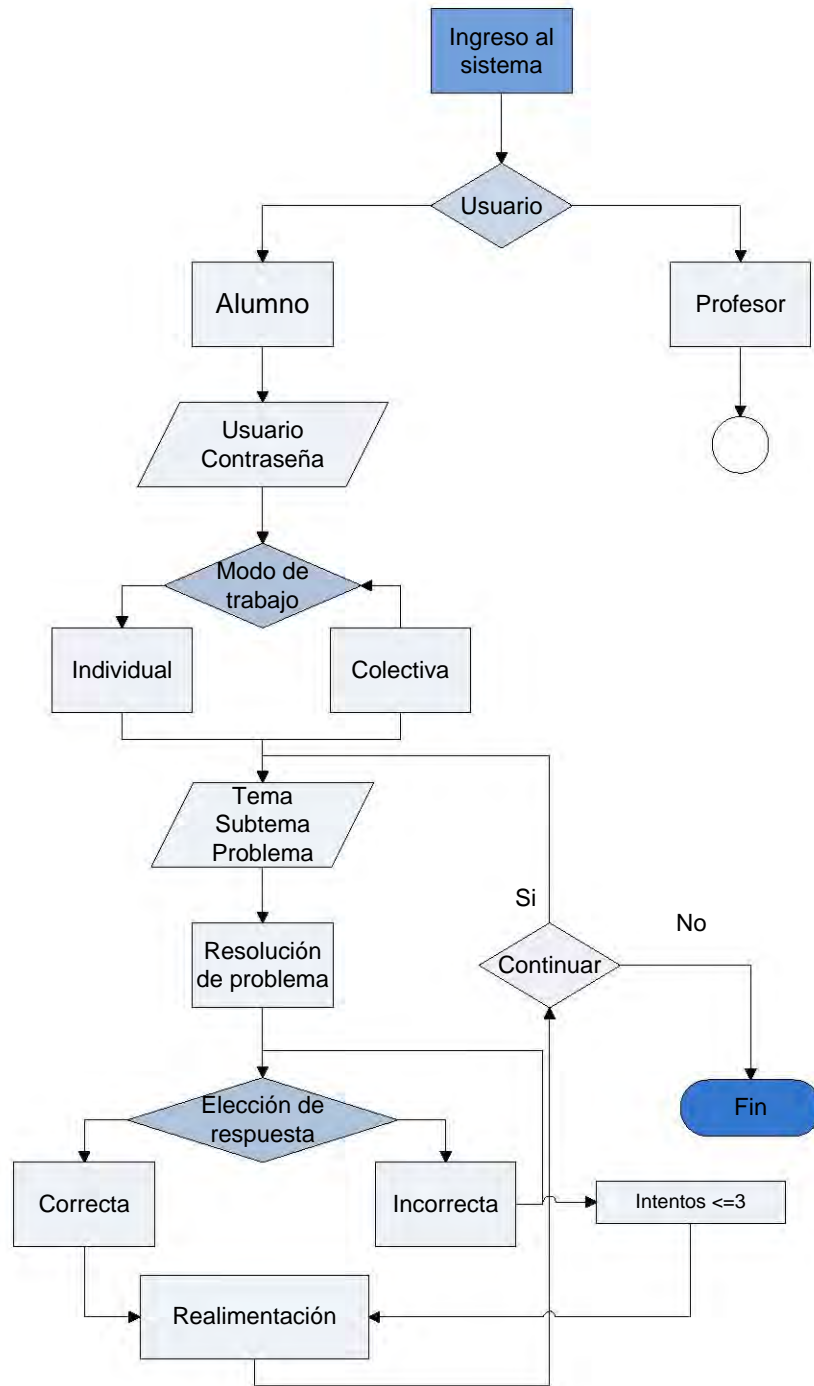 Ingreso al
sistema
Usuario
Alumno
Profesor
Usuario
Contraseña
Modo de
trabajo
Individual
Colectiva
Tema
Subtema
Problema
Si
No
Resolución
de problema
Continuar
Elección de
respuesta
Fin
Correcta
Incorrecta
Intentos <=3
Realimentación